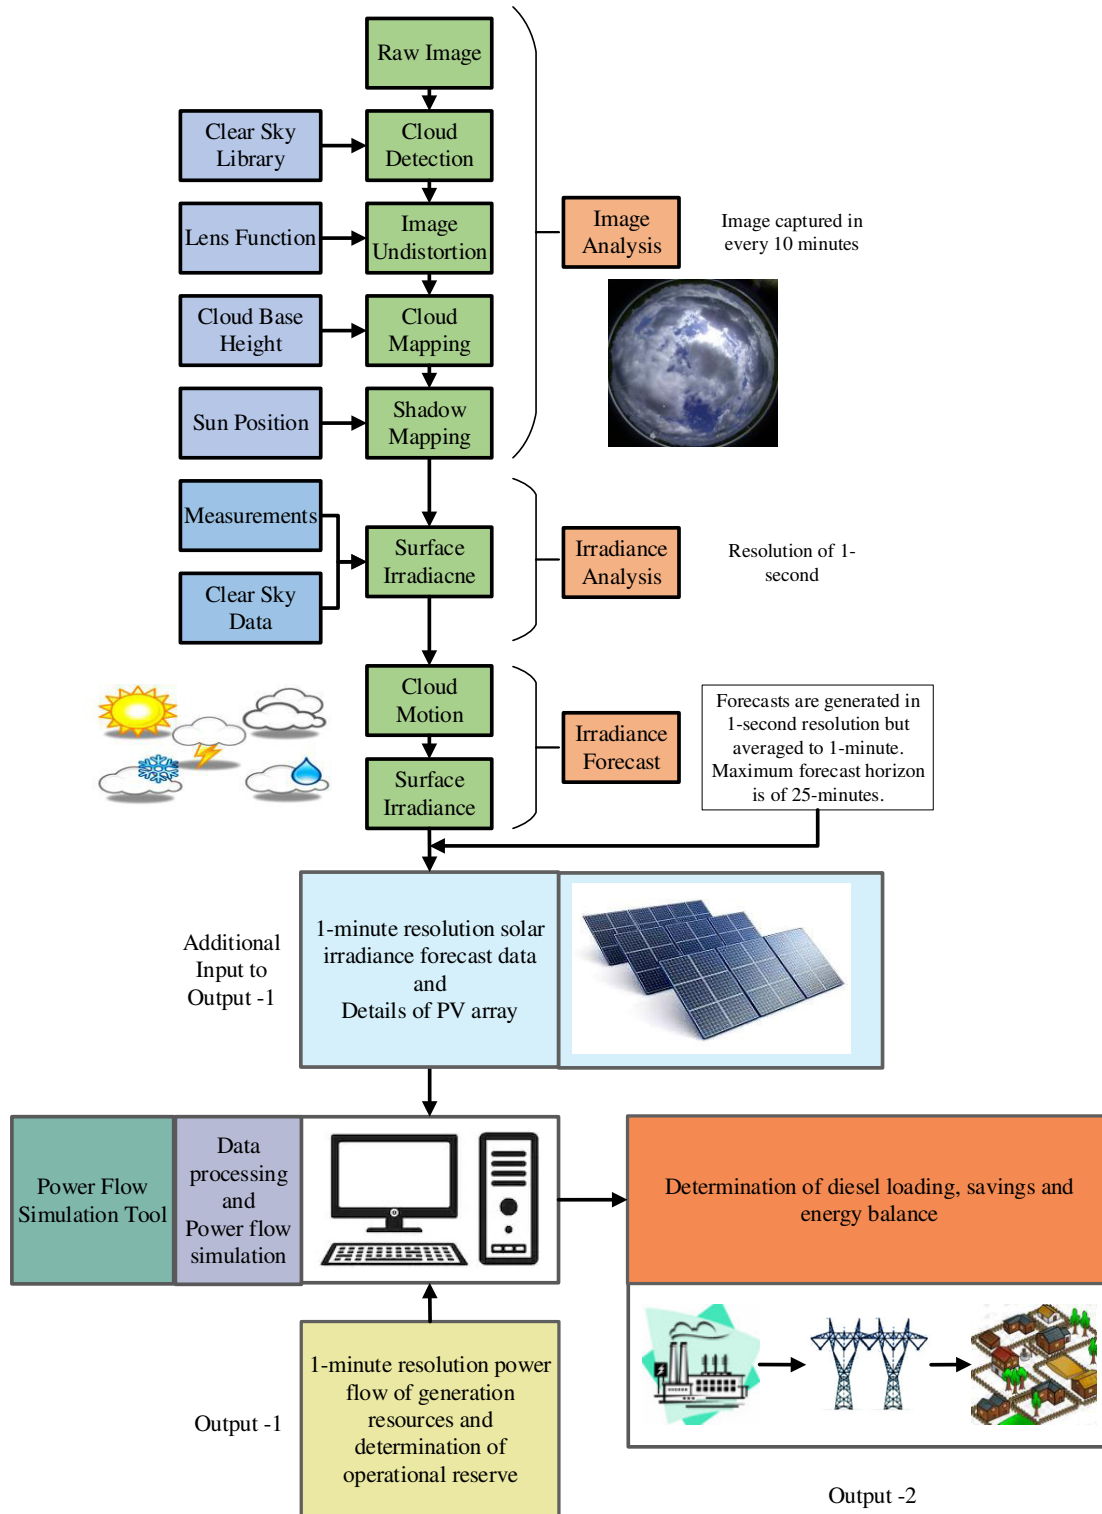 Raw Image
Clear Sky
Library
Cloud
Detection
Lens Function
Image
Undistortion
Image
Analysis
Image captured in
every 10 minutes
Cloud Base
Height
Cloud
Mapping
Sun Position
Shadow
Mapping
Measurements
Clear Sky
Data
Surface
Irradiacne
Irradiance
Analysis
Resolution of 1-
second
Cloud
Motion
Surface
Irradiance
Irradiance
Forecast
Forecasts are generated in
1-second resolution but
averaged to 1-minute.
Maximum forecast horizon
is of 25-minutes.
Additional
Input to
Output -1
1-minute resolution solar
irradiance forecast data
and
Details of PV array
Power Flow
Simulation Tool
Data
processing
and
Power flow
simulation
Determination of diesel loading, savings and
energy balance
Output -1
1-minute resolution power
flow of generation
resources and
determination of
operational reserve
Output -2